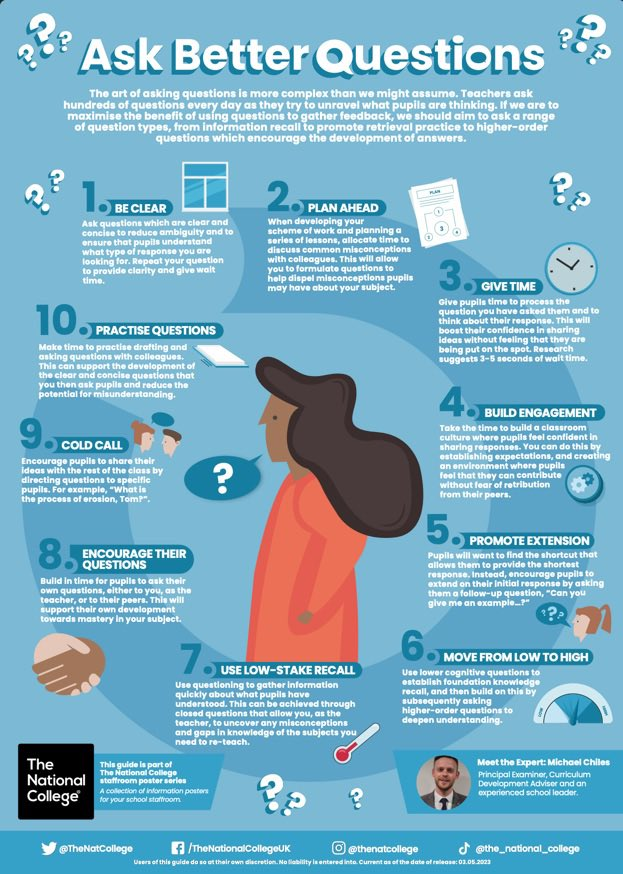 Ask Better Questions
The art of asking questions is more complex than we might assume. Teachers ask
hundreds of questions every day as they try to unravel what pupils are thinking. If we are to
maximise the benefit of using questions to gather feedback, we should aim to ask a range
of question types, from information recall to promote retrieval practice to higher-order
questions which encourage the development of answers.
1. BE CLEAR
Ask questions which are clear and
concise to reduce ambiguity and to
ensure that pupils understand
what type of response you are
looking for. Repeat your question
to provide clarity and give wait
time.
2. PLAN AHEAD
When developing your
scheme of work and planning a
series of lessons, allocate time to
discuss common misconceptions
with colleagues. This will allow
you to formulate questions to
help dispel misconceptions pupils
may have about your subject.
PLAN
1
2
3
3. GIVE TIME
Give pupils time to process the
question you have asked them and to
think about their response. This will
boost their confidence in sharing
ideas without feeling that they are
being put on the spot. Research
suggests 3-5 seconds of wait time.
4. BUILD ENGAGEMENT
Take the time to build a classroom
culture where pupils feel confident in
sharing responses. You can do this by
establishing expectations, and creating
an environment where pupils
feel that they can contribute
without fear of retribution
from their peers.
5. PROMOTE EXTENSION
Pupils will want to find the shortcut that
allows them to provide the shortest
response. Instead, encourage pupils to
extend on their initial response by asking
them a follow-up question, "Can you
give me an example...?"
???
6. MOVE FROM LOW TO HIGH
Use lower cognitive questions to
establish foundation knowledge
recall, and then build on this by
subsequently asking
higher-order questions to
deepen understanding.
LOW
HIGH
7. USE LOW-STAKE RECALL
Use questioning to gather information
quickly about what pupils have
understood. This can be achieved through
closed questions that allow you, as the
teacher, to uncover any misconceptions
and gaps in knowledge of the subjects you
need to re-teach.
8. ENCOURAGE THEIR
QUESTIONS
Build in time for pupils to ask their
own questions, either to you, as the
teacher, or to their peers. This will
support their own development
towards mastery in your subject.
9. COLD CALL
Encourage pupils to share their
ideas with the rest of the class by
directing questions to specific
pupils. For example, "What is
the process of erosion, Tom?".
10. PRACTISE QUESTIONS
Make time to practise drafting and
asking questions with colleagues.
This can support the development of
the clear and concise questions that
you then ask pupils and reduce the
potential for misunderstanding.
?
The
National
College®
This guide is part of
The National College
staffroom poster series
A collection of information posters
for your school staffroom.
Meet the Expert: Michael Chiles
Principal Examiner, Curriculum
Development Adviser and an
experienced school leader.
@TheNatCollege
/TheNationalCollegeUK
@thenatcollege
@the_national_college
Users of this guide do so at their own discretion. No liability is entered into. Current as of the date of release: 03.05.2023